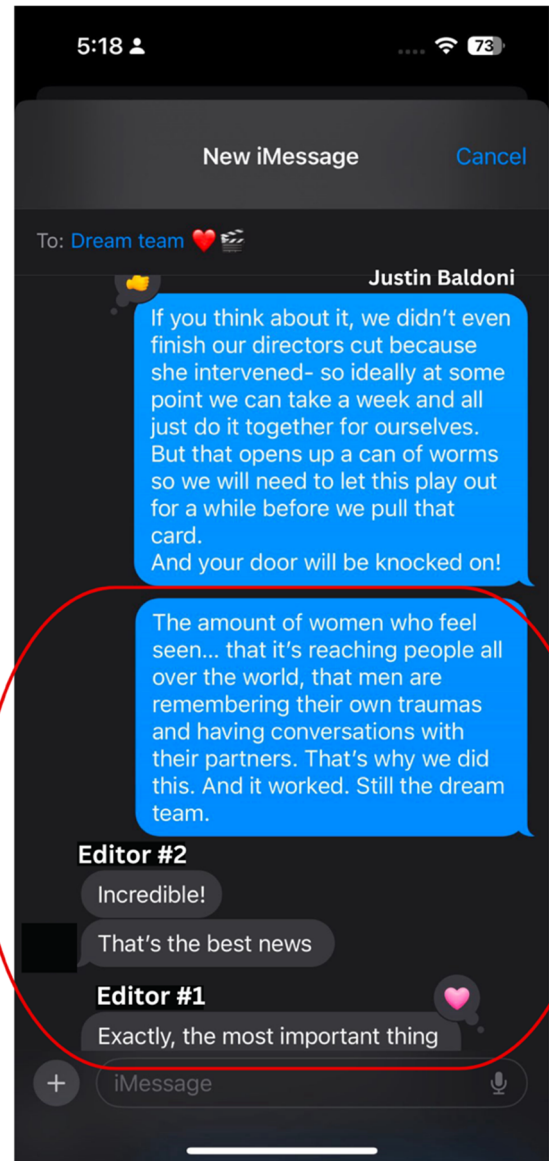 5:18
73
New iMessage
Cancel
To: Dream team ❤️🎬
Justin Baldoni
If you think about it, we didn't even
finish our directors cut because
she intervened- so ideally at some
point we can take a week and all
just do it together for ourselves.
But that opens up a can of worms
so we will need to let this play out
for a while before we pull that
card.
And your door will be knocked on!
The amount of women who feel
seen... that it's reaching people all
over the world, that men are
remembering their own traumas
and having conversations with
their partners. That's why we did
this. And it worked. Still the dream
team.
Editor #2
Incredible!
That's the best news
Editor #1
Exactly, the most important thing
iMessage